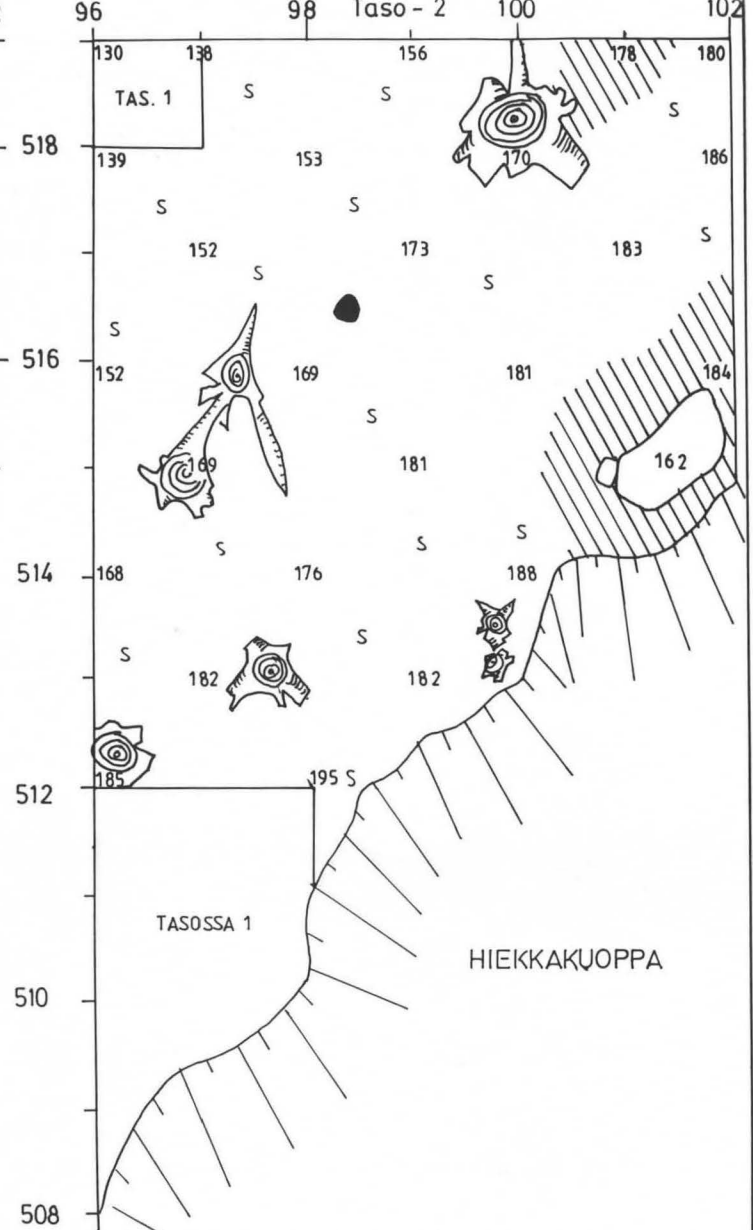 96 98 Taso - 2 100 102
130 138 156 178 180
TAS. 1 S S S
518
139 153 170 186
S S
152 173 183 S
S S
S
516
152 169 181 184
S
169 181 162
S S S
514
168 176 188
S S
182 182
185 195 S
512
TASOSSA 1
HIEKKAKUOPPA
510
508